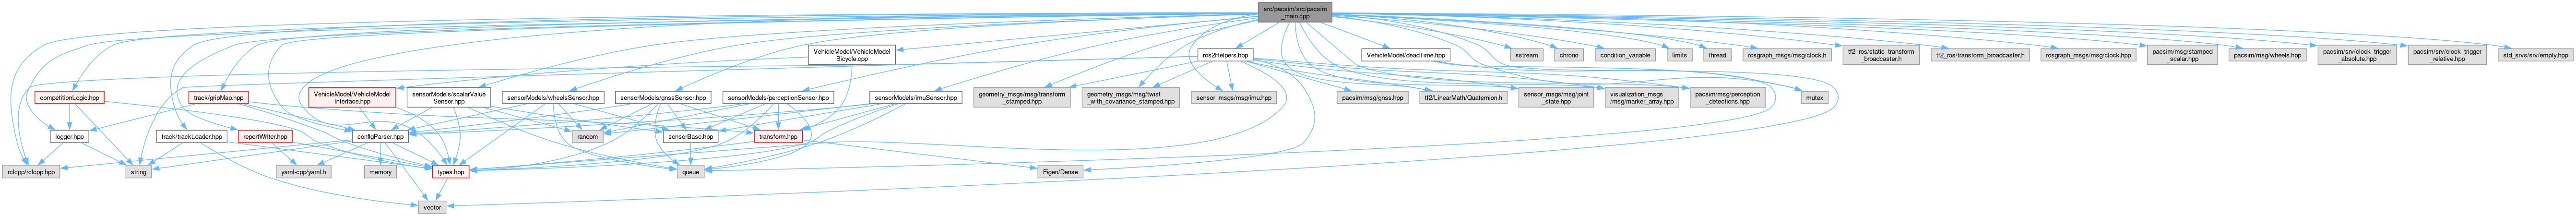 src/pacsim/src/pacsim
_main.cpp
VehicleModel/VehicleModel
Bicycle.cpp
ros2Helpers.hpp
VehicleModel/deadTime.hpp
sstream
chrono
condition_variable
limits
thread
rosgraph_msgs/msg/clock.h
tf2_ros/static_transform
_broadcaster.h
tf2_ros/transform_broadcaster.h
rosgraph_msgs/msg/clock.hpp
pacsim/msg/stamped
_scalar.hpp
pacsim/msg/wheels.hpp
pacsim/srv/clock_trigger
_absolute.hpp
pacsim/srv/clock_trigger
_relative.hpp
std_srvs/srv/empty.hpp
competitionLogic.hpp
track/gripMap.hpp
VehicleModel/VehicleModel
Interface.hpp
sensorModels/scalarValue
Sensor.hpp
sensorModels/wheelsSensor.hpp
sensorModels/gnssSensor.hpp
sensorModels/perceptionSensor.hpp
sensorModels/imuSensor.hpp
geometry_msgs/msg/transform
_stamped.hpp
geometry_msgs/msg/twist
_with_covariance_stamped.hpp
sensor_msgs/msg/imu.hpp
pacsim/msg/gnss.hpp
tf2/LinearMath/Quaternion.h
sensor_msgs/msg/joint
_state.hpp
visualization_msgs
/msg/marker_array.hpp
pacsim/msg/perception
_detections.hpp
mutex
logger.hpp
track/trackLoader.hpp
reportWriter.hpp
configParser.hpp
random
sensorBase.hpp
transform.hpp
rclcpp/rclcpp.hpp
string
yaml-cpp/yaml.h
memory
types.hpp
queue
Eigen/Dense
vector